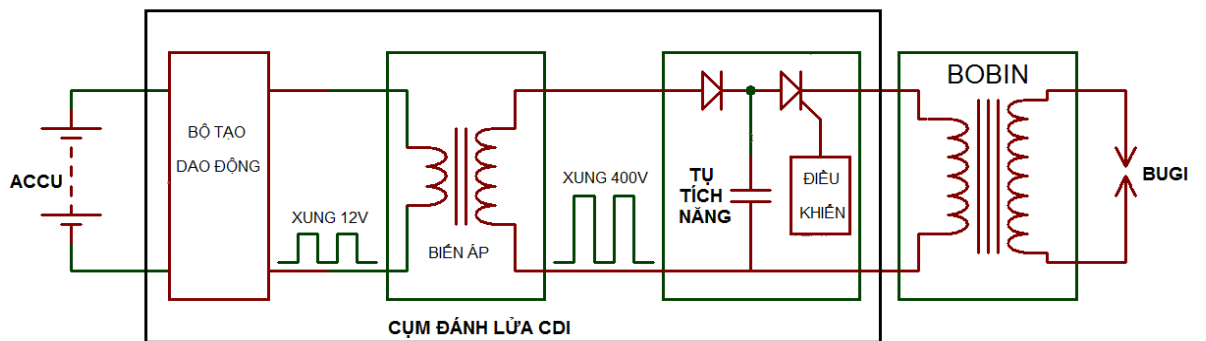 ACCU
BỘ TẠO
DAO ĐỘNG
XUNG 12V
BIẾN ÁP
XUNG 400V
TỤ
TÍCH
NĂNG
ĐIỀU
KHIỂN
BOBIN
BUGI
CỤM ĐÁNH LỬA CDI